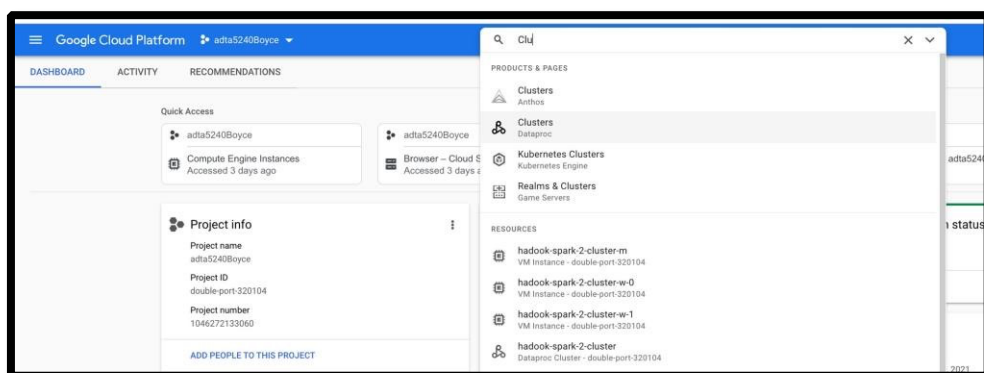 Google Cloud Platform
adta5240Boyce
Clu
DASHBOARD
ACTIVITY
RECOMMENDATIONS
Quick Access
adta5240Boyce
Compute Engine Instances
Accessed 3 days ago
adta5240Boyce
Browser – Cloud S
Accessed 3 days a
adta524
PRODUCTS & PAGES
Clusters
Anthos
Clusters
Dataproc
Kubernetes Clusters
Kubernetes Engine
Realms & Clusters
Game Servers
RESOURCES
hadook-spark-2-cluster-m
VM Instance - double-port-320104
hadook-spark-2-cluster-w-0
VM Instance - double-port-320104
hadook-spark-2-cluster-w-1
VM Instance - double-port-320104
hadook-spark-2-cluster
Dataproc Cluster - double-port-320104
Project info
Project name
adta5240Boyce
Project ID
double-port-320104
Project number
1046272133060
ADD PEOPLE TO THIS PROJECT
status
2021